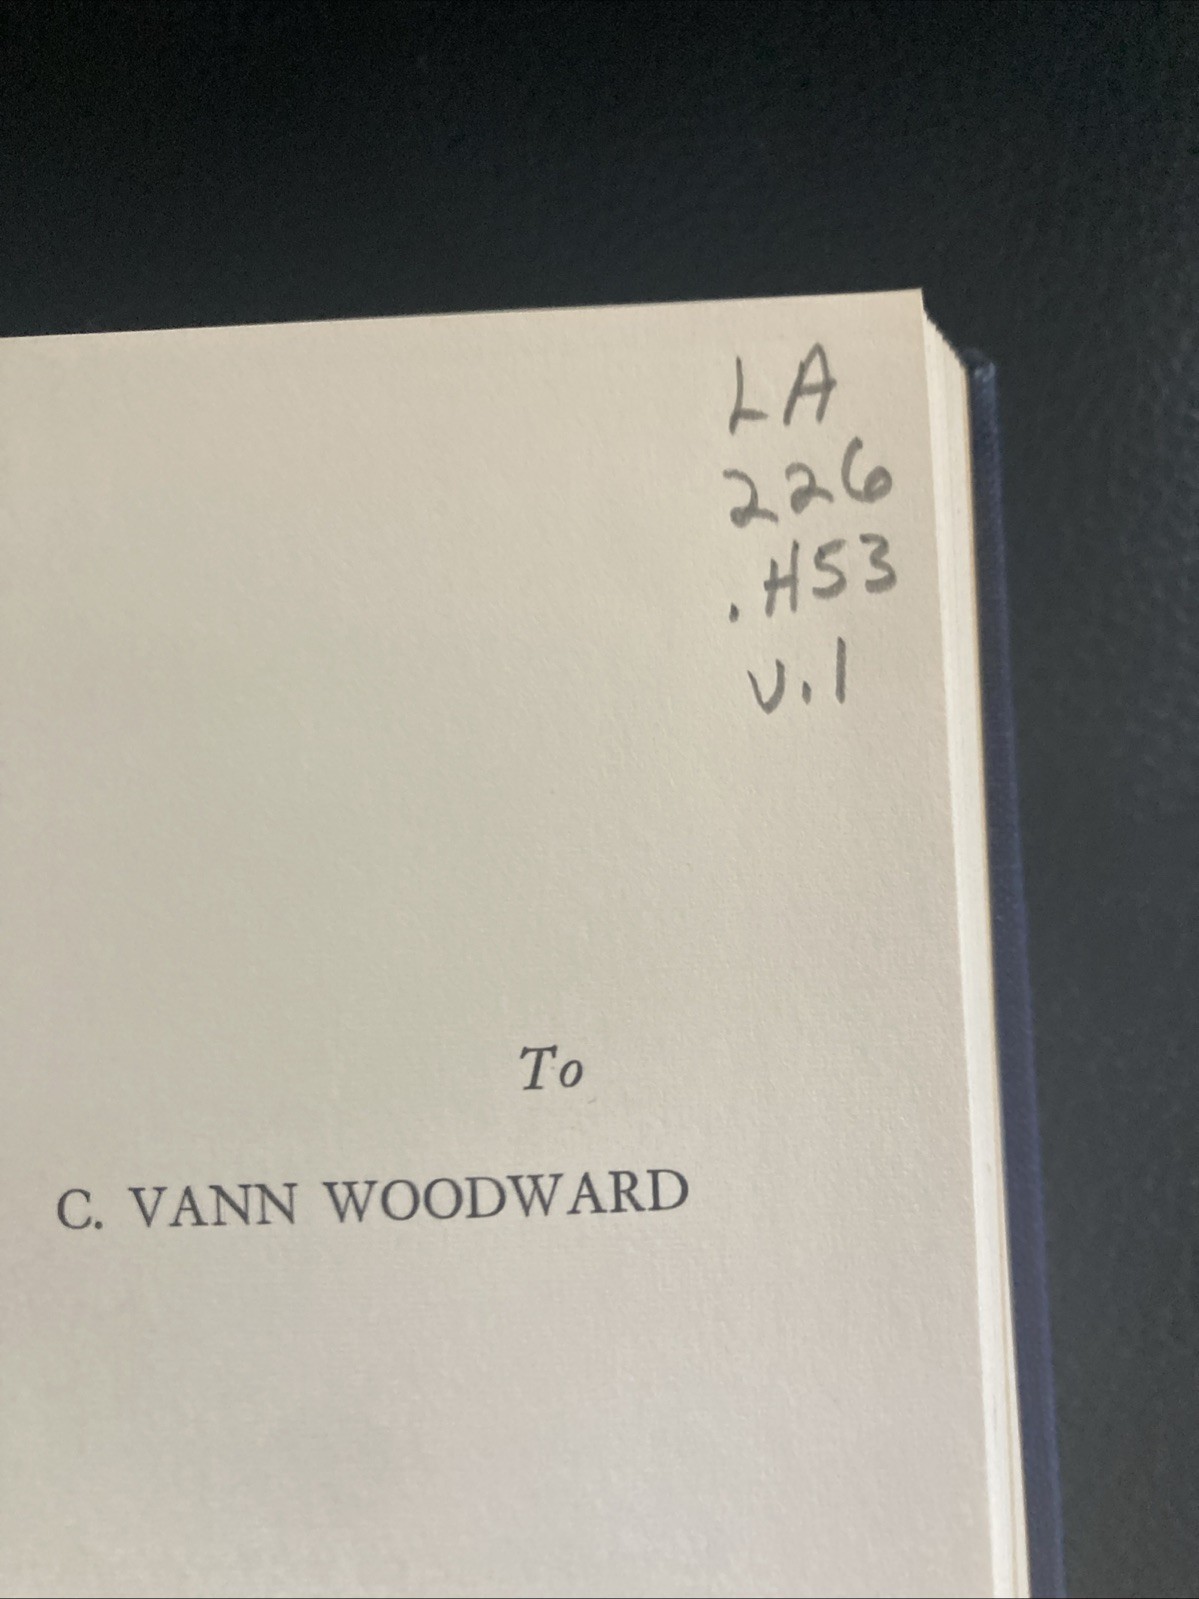 LA
226
.H53
v.1
To
C. VANN WOODWARD